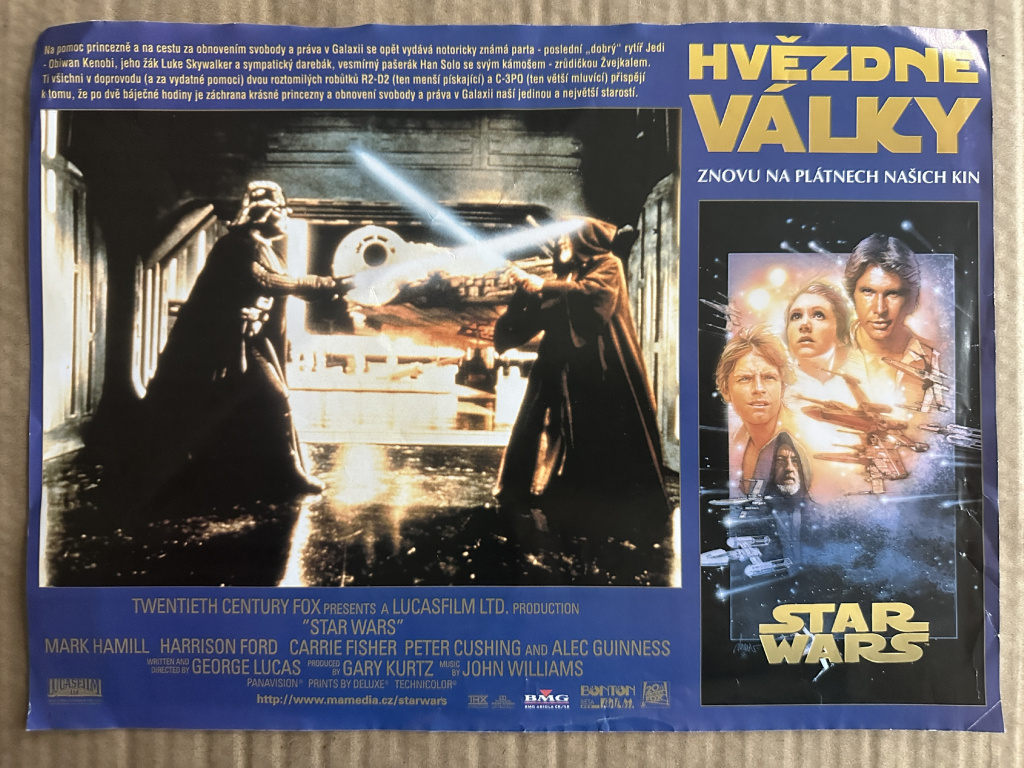 Na pomoc princezně a na cestu za obnovením svobody a práva v Galaxii se opět vydává notoricky známá parta - poslední „dobrý" rytíř Jedi
- Obiwan Kenobi, jeho žák Luke Skywalker a sympatický darebák, vesmírný pašerák Han Solo se svým kámošem - zrůdičkou Žvejkalem.
Ti všichni v doprovodu (a za vydatné pomoci) dvou roztomilých robůtků R2-D2 (ten menší pískající) a C-3PO (ten větší mluvící) přispějí
k tomu, že po dvě báječné hodiny je záchrana krásné princezny a obnovení svobody a práva v Galaxii naší jedinou a největší starostí.
HVĚZDNÉ
VÁLKY
ZNOVU NA PLÁTNECH NAŠICH KIN
STAR
WARS
TWENTIETH CENTURY FOX PRESENTS A LUCASFILM LTD. PRODUCTION
"STAR WARS"
MARK HAMILL HARRISON FORD CARRIE FISHER PETER CUSHING AND ALEC GUINNESS
WRITTEN AND DIRECTED BY GEORGE LUCAS PRODUCED BY GARY KURTZ MUSIC BY JOHN WILLIAMS
PANAVISION® PRINTS BY DELUXE® TECHNICOLOR®
http://www.mamedia.cz/starwars
LUCASFILM
THX
BMG
BMG ARIOLA CR/SR
BONTON